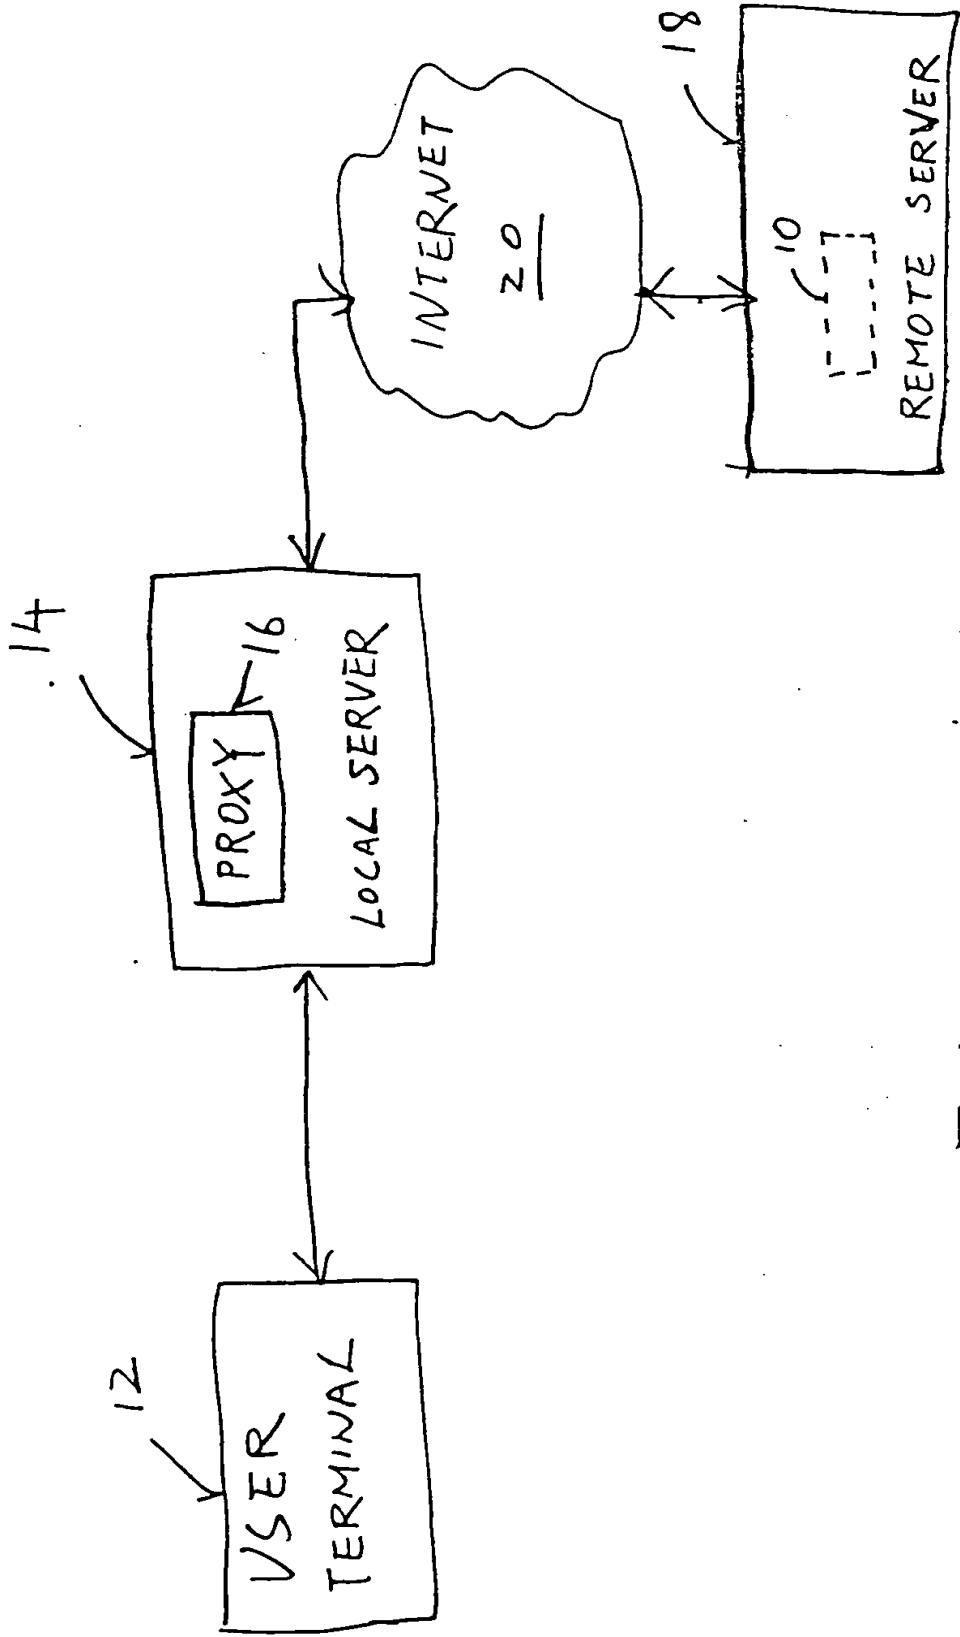 12
USER
TERMINAL
14
PROXY
16
LOCAL SERVER
INTERNET
20
18
10
REMOTE SERVER